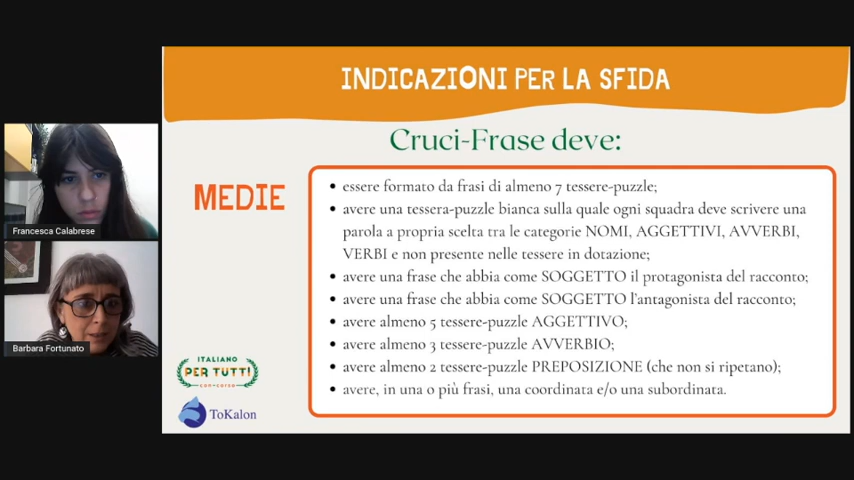 INDICAZIONI PER LA SFIDA
Cruci-Frase deve:
MEDIE
essere formato da frasi di almeno 7 tessere-puzzle;
avere una tessera-puzzle bianca sulla quale ogni squadra deve scrivere una
parola a propria scelta tra le categorie NOMI, AGGETTIVI, AVVERBI,
VERBI e non presente nelle tessere in dotazione;
avere una frase che abbia come SOGGETTO il protagonista del racconto;
avere una frase che abbia come SOGGETTO l'antagonista del racconto;
avere almeno 5 tessere-puzzle AGGETTIVO;
avere almeno 3 tessere-puzzle AVVERBIO;
avere almeno 2 tessere-puzzle PREPOSIZIONE (che non si ripetano);
avere, in una o più frasi, una coordinata e/o una subordinata.
Francesca Calabrese
Barbara Fortunato
ITALIANO
PER TUTTI
con-corso
ToKalon